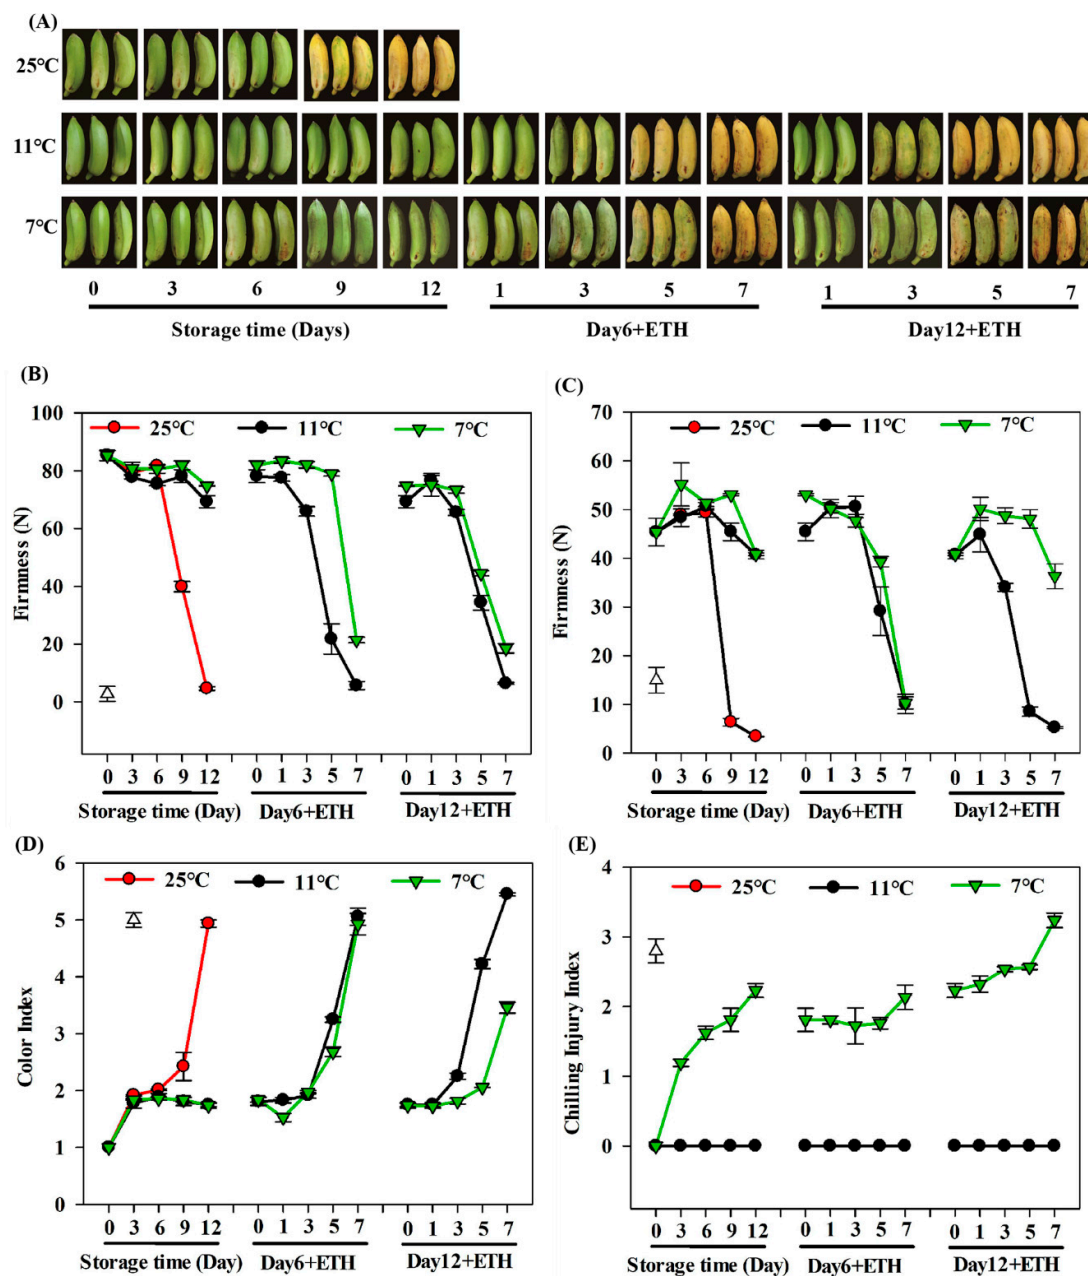 (A)
25°C
11°C
7°C
0 3 6 9 12 1 3 5 7 1 3 5 7
Storage time (Days) Day6+ETH Day12+ETH
(B)
100
80
60
40
20
0
Firmness (N)
25°C 11°C 7°C
0 3 6 9 12 0 1 3 5 7 0 1 3 5 7
Storage time (Day) Day6+ETH Day12+ETH
(C)
70
60
50
40
30
20
10
0
Firmness (N)
25°C 11°C 7°C
0 3 6 9 12 0 1 3 5 7 0 1 3 5 7
Storage time (Day) Day6+ETH Day12+ETH
(D)
6
5
4
3
2
1
0
Color Index
25°C 11°C 7°C
0 3 6 9 12 0 1 3 5 7 0 1 3 5 7
Storage time (Day) Day6+ETH Day12+ETH
(E)
4
3
2
1
0
Chilling Injury Index
25°C 11°C 7°C
0 3 6 9 12 0 1 3 5 7 0 1 3 5 7
Storage time (Day) Day6+ETH Day12+ETH